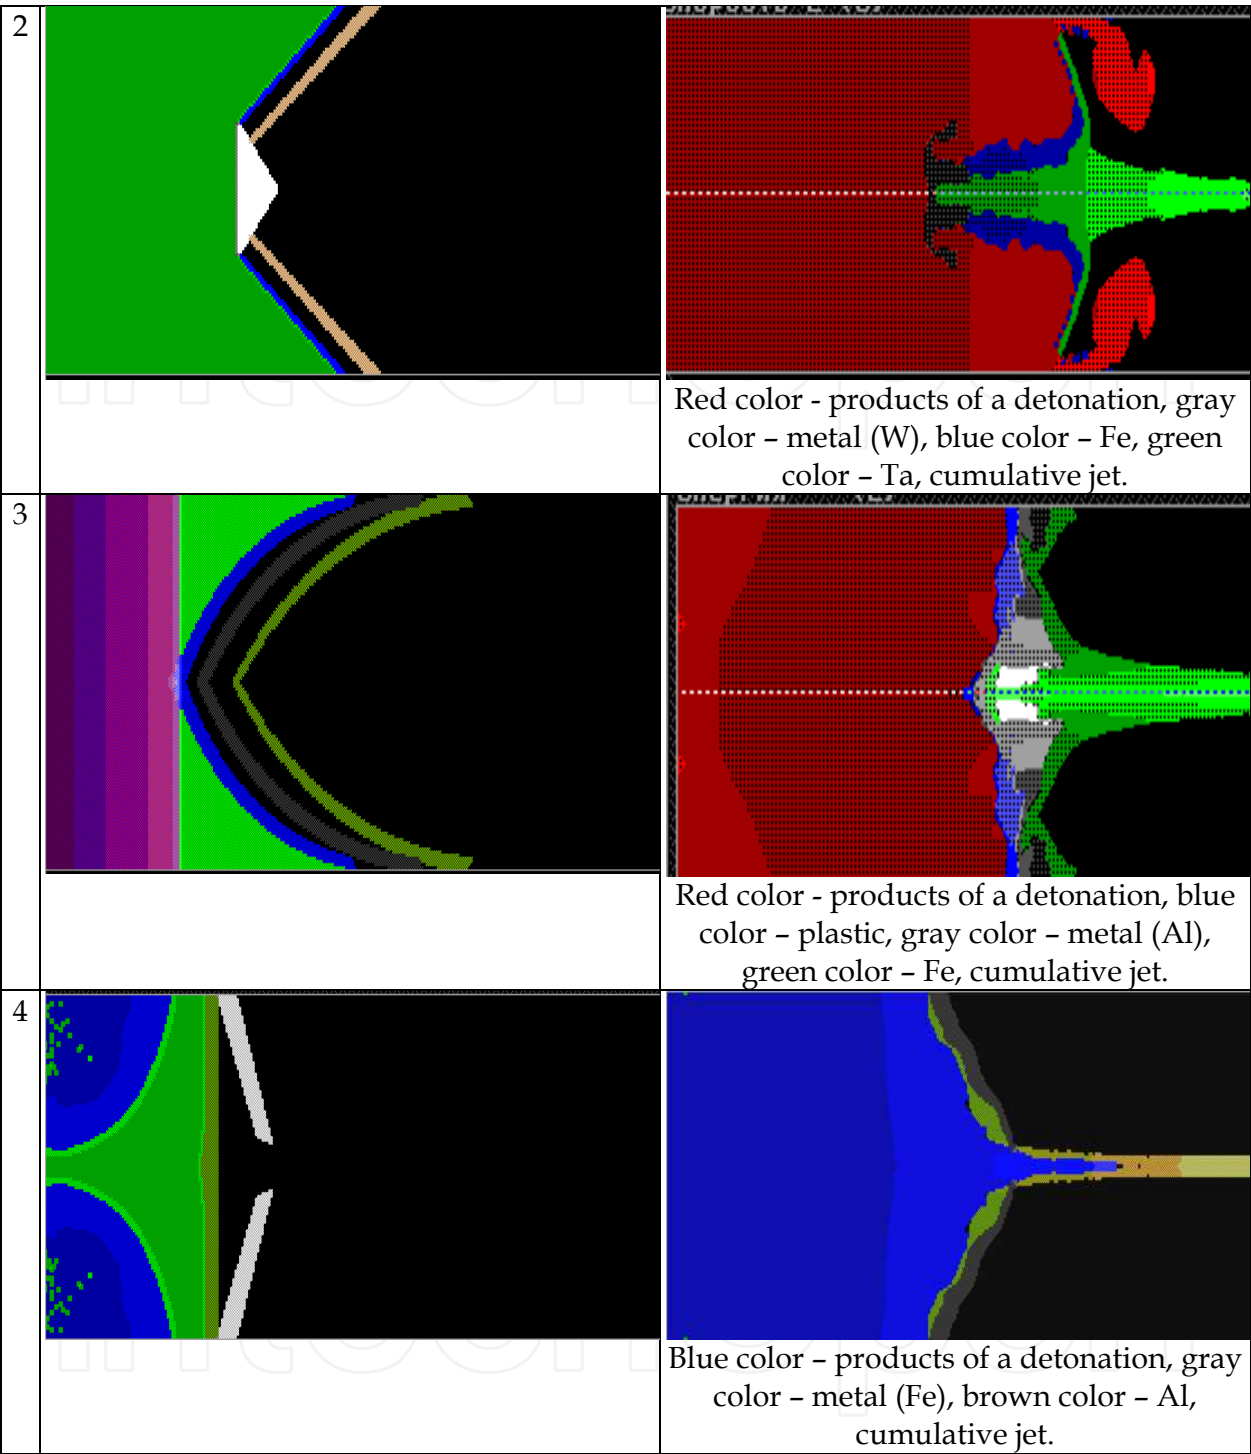 2
Red color - products of a detonation, gray
color – metal (W), blue color – Fe, green
color – Ta, cumulative jet.
3
Red color - products of a detonation, blue
color – plastic, gray color – metal (Al),
green color – Fe, cumulative jet.
4
Blue color – products of a detonation, gray
color – metal (Fe), brown color – Al,
cumulative jet.